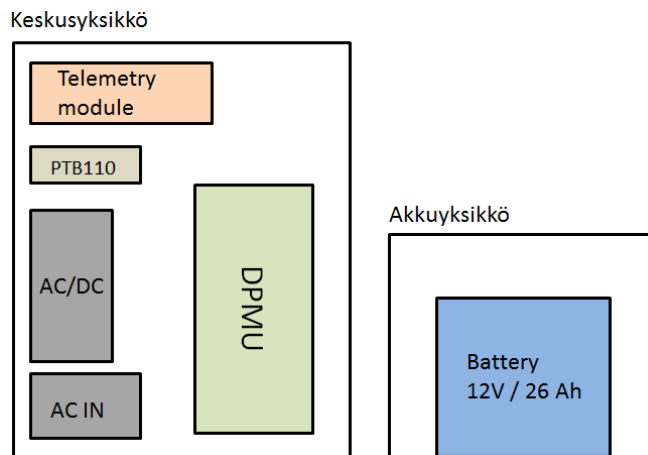 Keskusyksikkö
Telemetry
module
PTB110
AC/DC
AC IN
DPMU
Akkuyksikkö
Battery
12V / 26 Ah